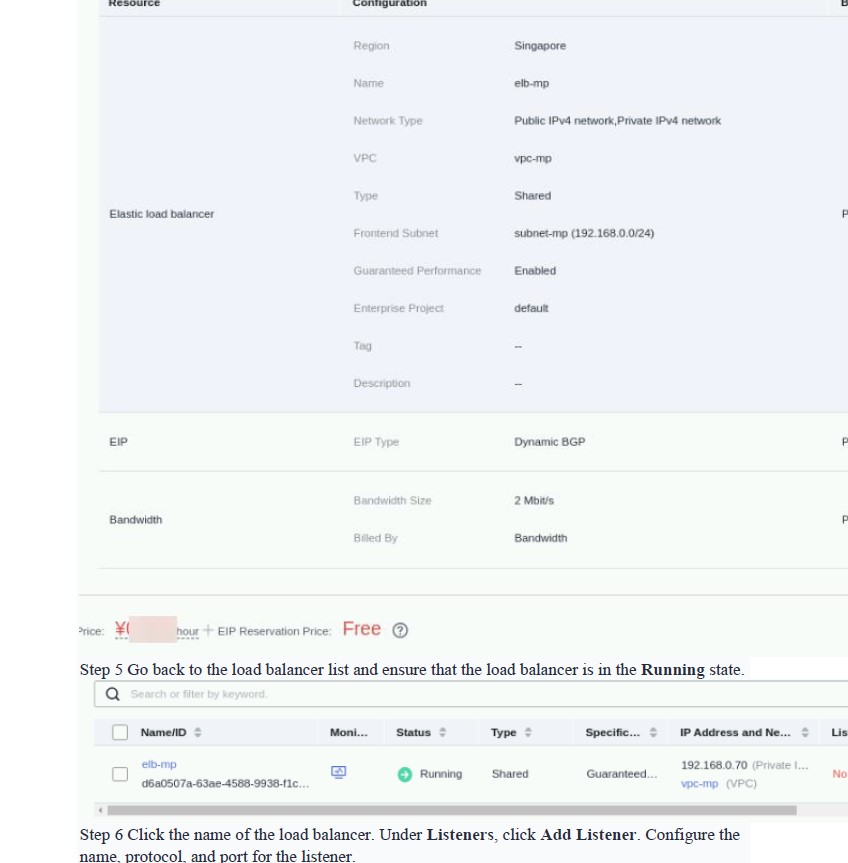 Resource Configuration B
Region Singapore
Name elb-mp
Network Type Public IPv4 network,Private IPv4 network
VPC vpc-mp
Type Shared
Elastic load balancer P
Frontend Subnet subnet-mp (192.168.0.0/24)
Guaranteed Performance Enabled
Enterprise Project default
Tag --
Description --
EIP EIP Type Dynamic BGP P
Bandwidth Size 2 Mbit/s
Bandwidth P
Billed By Bandwidth
Price: ¥ hour + EIP Reservation Price: Free ?
Step 5 Go back to the load balancer list and ensure that the load balancer is in the Running state.
Search or filter by keyword.
Name/ID Moni... Status Type Specific... IP Address and Ne... Lis
elb-mp 192.168.0.70 (Private I...
Running Shared Guaranteed... No
d6a0507a-63ae-4588-9938-f1c... vpc-mp (VPC)
Step 6 Click the name of the load balancer. Under Listeners, click Add Listener. Configure the
name, protocol, and port for the listener.